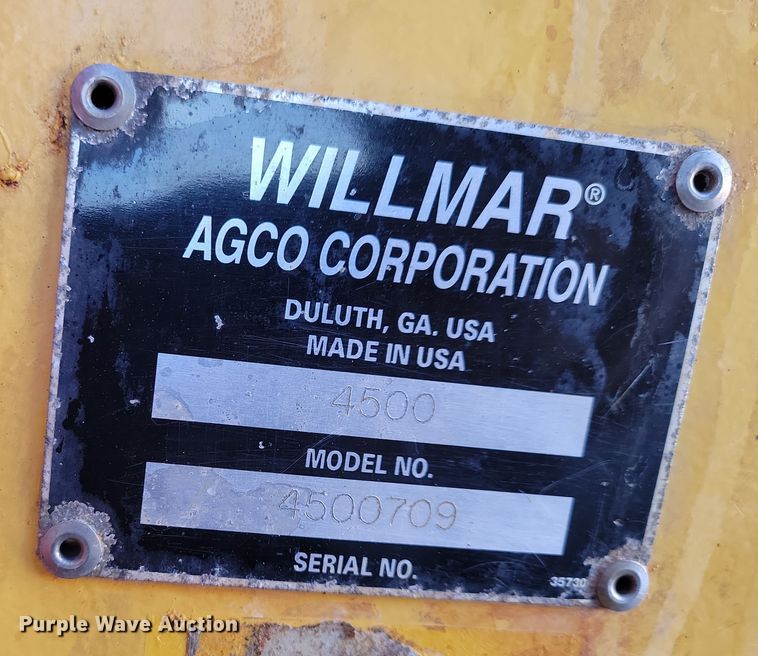 WILLMAR®
AGCO CORPORATION
DULUTH, GA. USA
MADE IN USA
4500
MODEL NO.
4500709
SERIAL NO.
35730
Purple Wave Auction